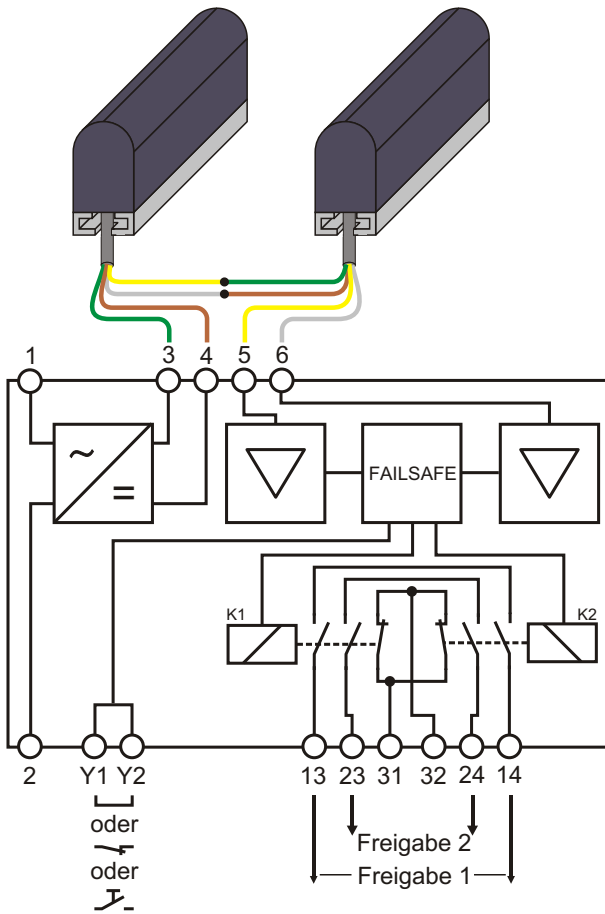 1 3 4 5 6
~
=
FAILSAFE
K1 K2
2 Y1 Y2 13 23 31 32 24 14
oder
oder
Freigabe 2
Freigabe 1